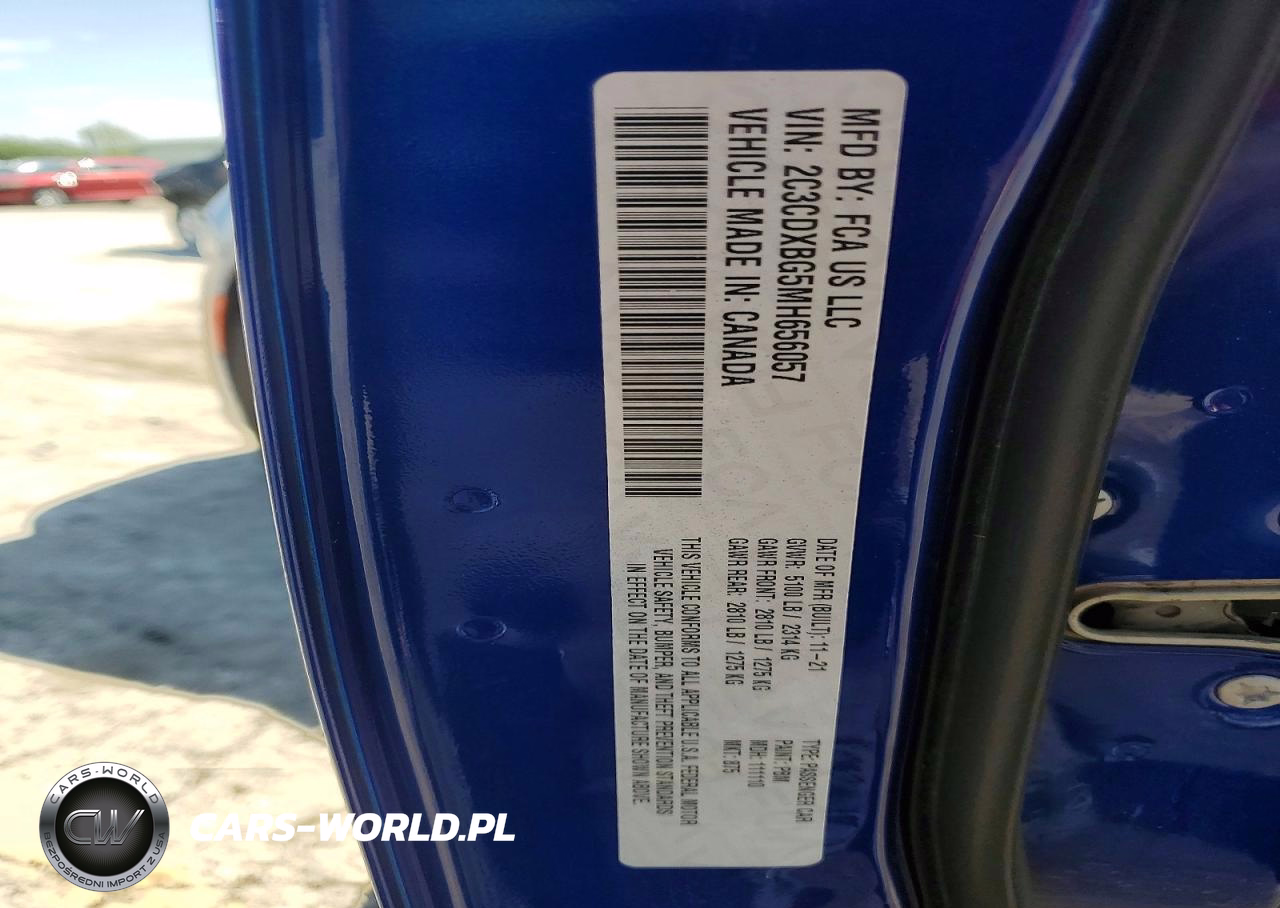 MFD BY: FCA US LLC
VIN: 2C3CDXBG5MH656057
VEHICLE MADE IN: CANADA
DATE OF MFR (BUILT): 11-21
GVWR: 5100 LB / 2314 KG
GAWR FRONT: 2810 LB / 1275 KG
GAWR REAR: 2810 LB / 1275 KG
TYPE: PASSENGER CAR
PAINT: PBM
MDH: 111110
MKT: BT5
THIS VEHICLE CONFORMS TO ALL APPLICABLE U.S.A. FEDERAL MOTOR
VEHICLE SAFETY, BUMPER, AND THEFT PREVENTION STANDARDS
IN EFFECT ON THE DATE OF MANUFACTURE SHOWN ABOVE.
CARS-WORLD
CW
BEZPOŚREDNI IMPORT Z USA
CARS-WORLD.PL